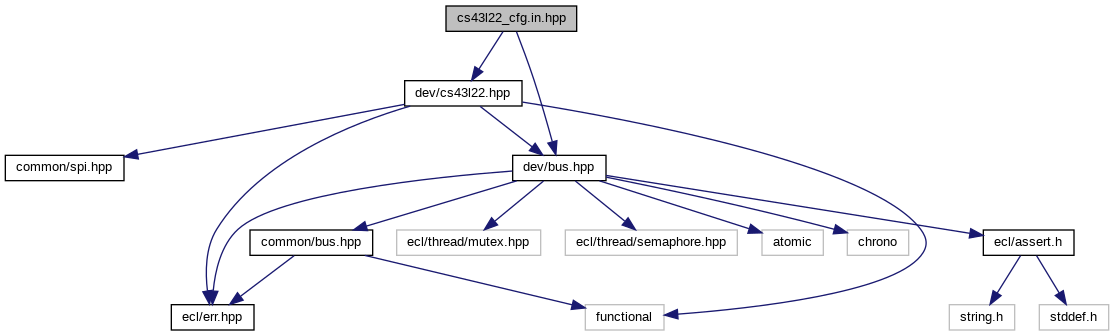 cs43l22_cfg.in.hpp
dev/cs43l22.hpp
common/spi.hpp
dev/bus.hpp
common/bus.hpp
ecl/thread/mutex.hpp
ecl/thread/semaphore.hpp
atomic
chrono
ecl/assert.h
ecl/err.hpp
functional
string.h
stddef.h